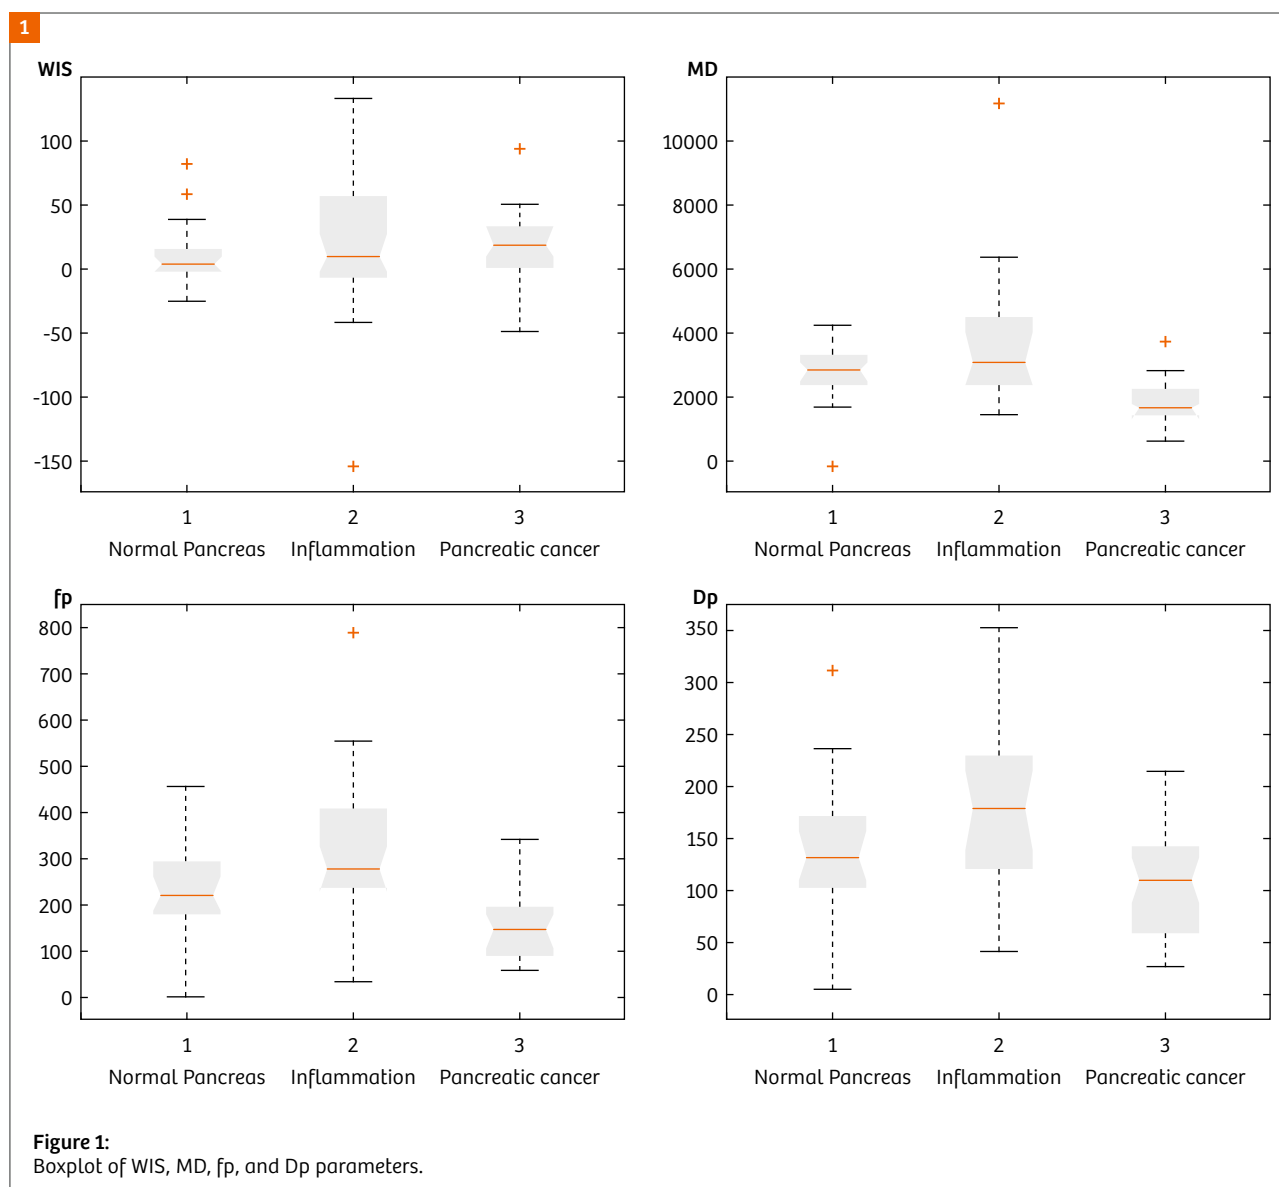 1
WIS
100
50
0
-50
-100
-150
1 2 3
Normal Pancreas Inflammation Pancreatic cancer
MD
10000
8000
6000
4000
2000
0
1 2 3
Normal Pancreas Inflammation Pancreatic cancer
fp
800
700
600
500
400
300
200
100
0
1 2 3
Normal Pancreas Inflammation Pancreatic cancer
Dp
350
300
250
200
150
100
50
0
1 2 3
Normal Pancreas Inflammation Pancreatic cancer
Figure 1:
Boxplot of WIS, MD, fp, and Dp parameters.